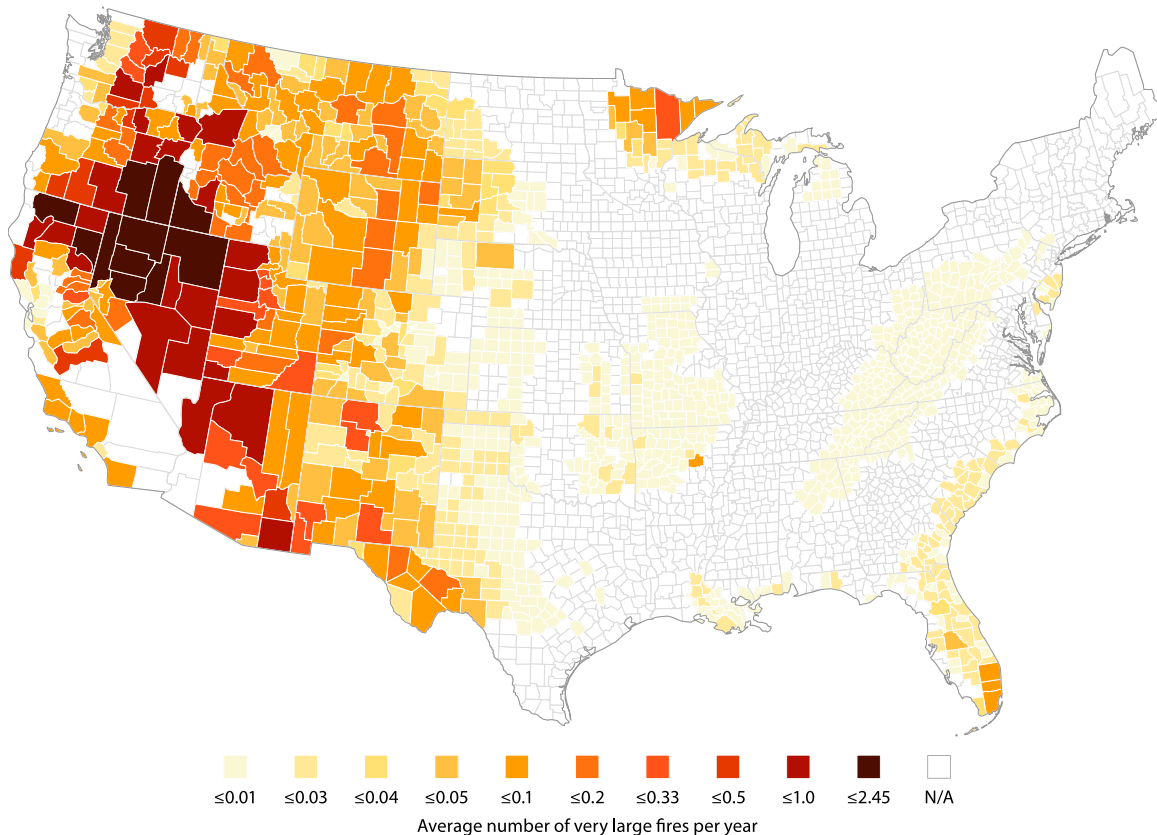 ≤0.01 ≤0.03 ≤0.04 ≤0.05 ≤0.1 ≤0.2 ≤0.33 ≤0.5 ≤1.0 ≤2.45 N/A
Average number of very large fires per year